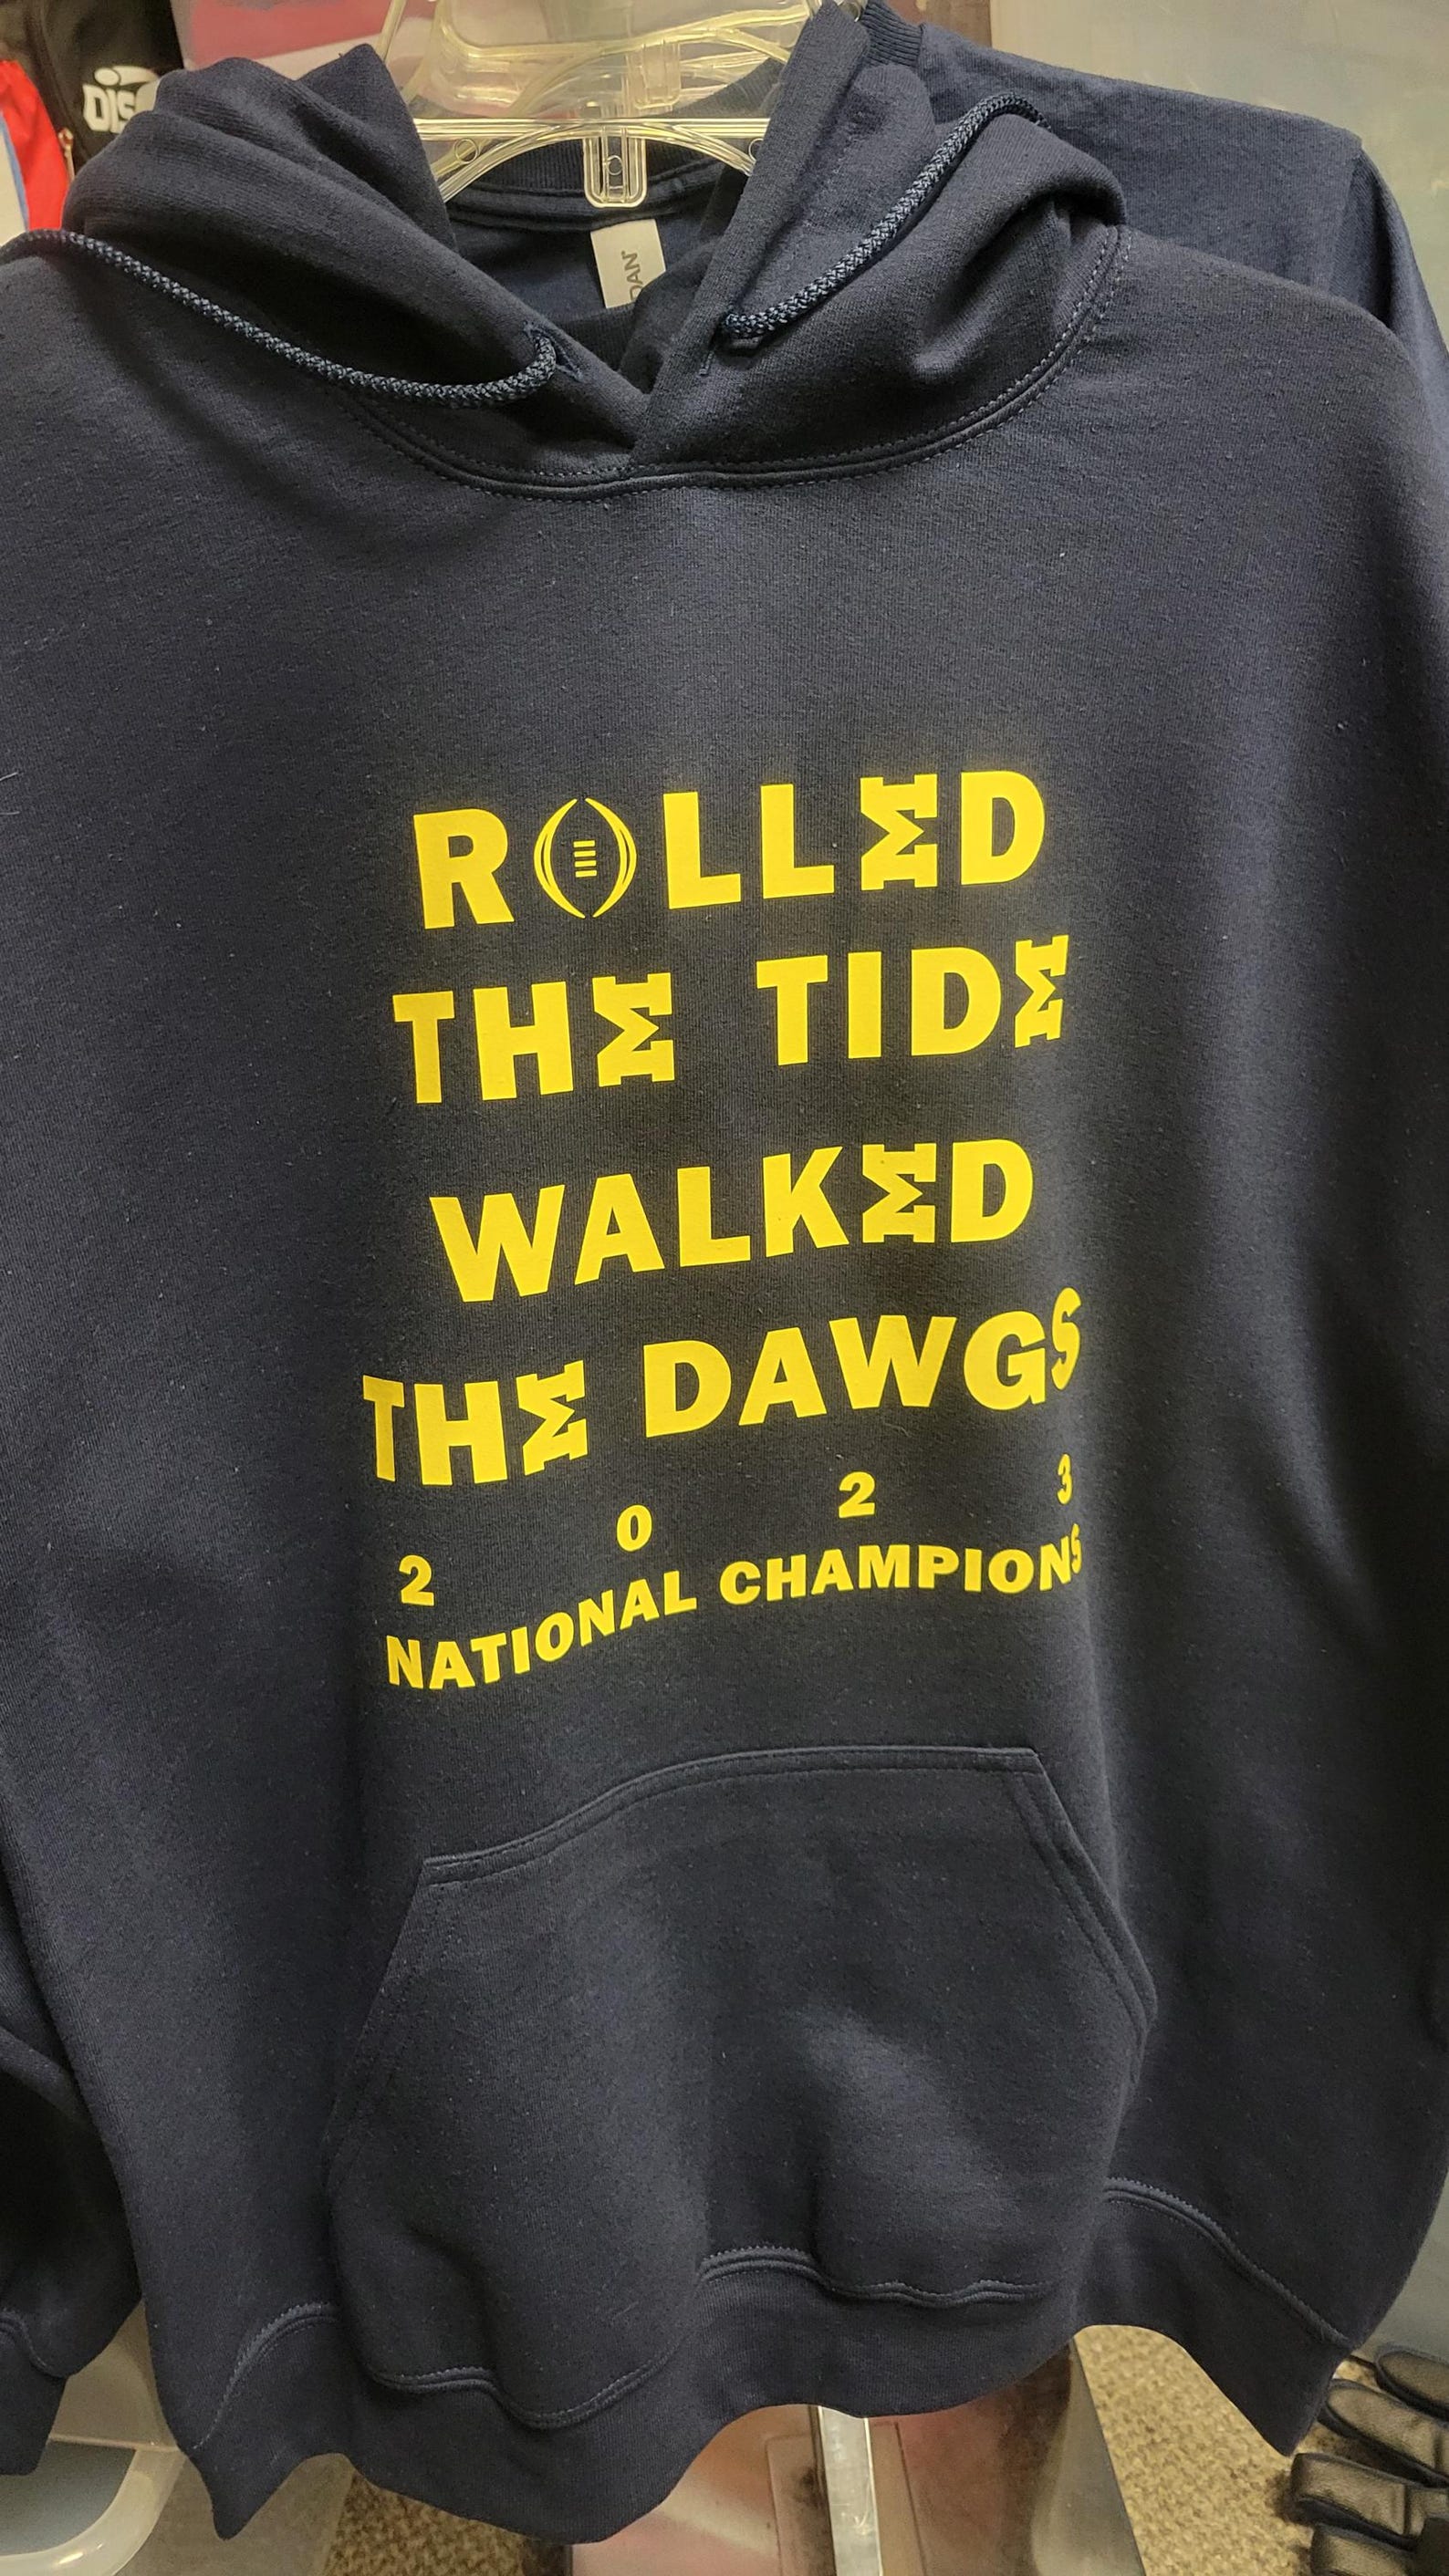 ROLLED
THE TIDE
WALKED
THE DAWGS
2 0 2 3
NATIONAL CHAMPIONS